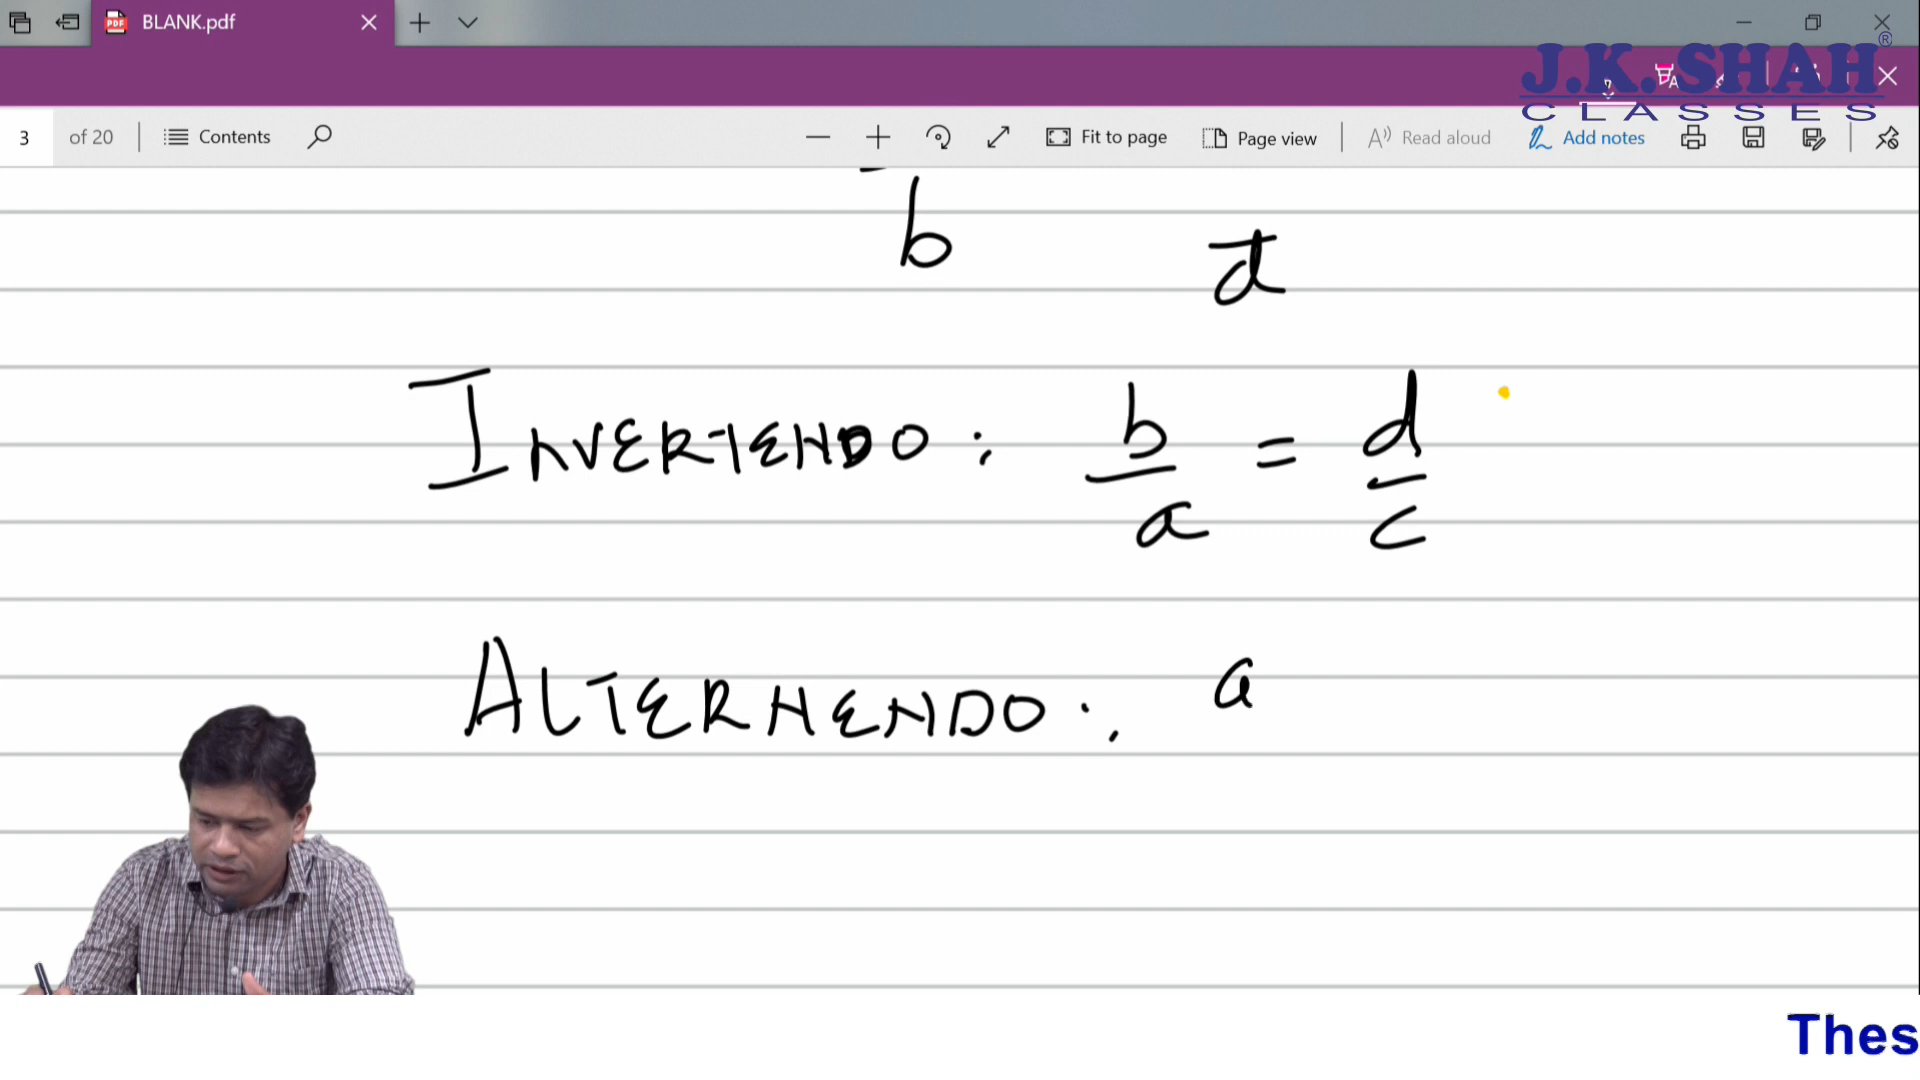 BLANK.pdf
J.K.SHAH®
CLASSES
3 of 20 Contents Fit to page Page view Read aloud Add notes
b d
INVERTENDO: b/a = d/c
ALTERNENDO: a
Thes